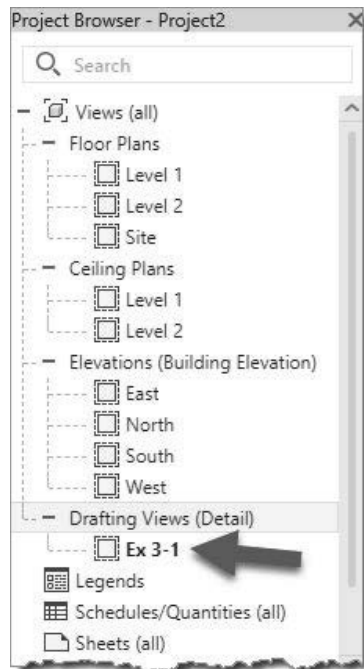 Project Browser - Project2
Search
Views (all)
Floor Plans
Level 1
Level 2
Site
Ceiling Plans
Level 1
Level 2
Elevations (Building Elevation)
East
North
South
West
Drafting Views (Detail)
Ex 3-1
Legends
Schedules/Quantities (all)
Sheets (all)